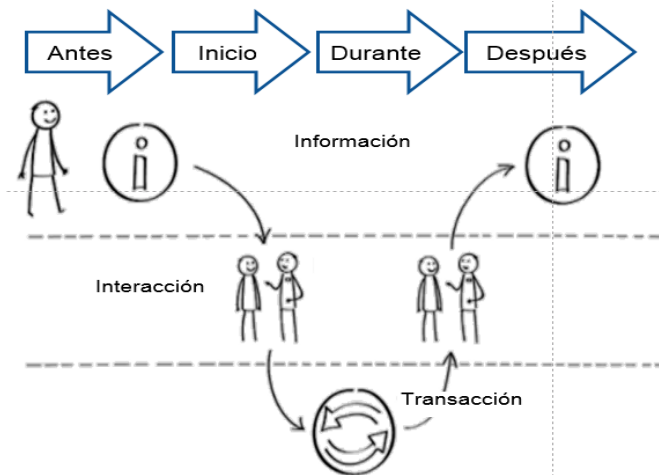 Antes
Inicio
Durante
Después
Información
Interacción
Transacción